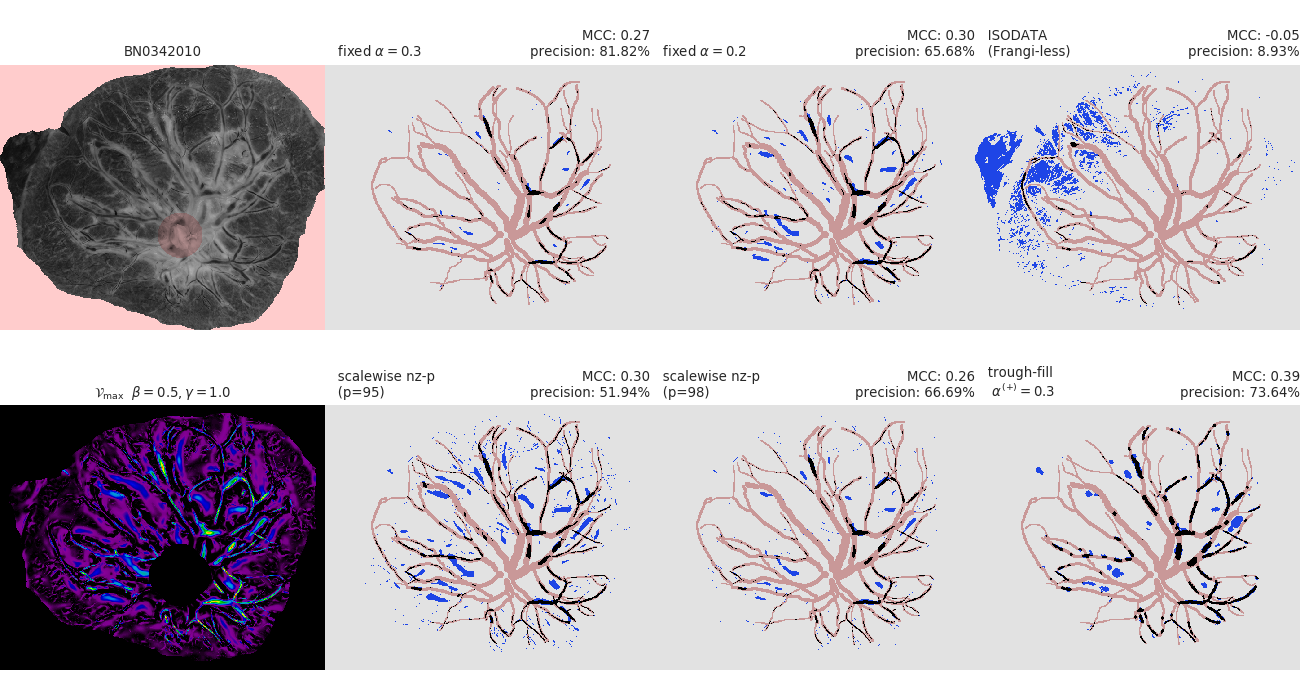 BN0342010
fixed α = 0.3
MCC: 0.27
precision: 81.82%
fixed α = 0.2
MCC: 0.30
precision: 65.68%
ISODATA
(Frangi-less)
MCC: -0.05
precision: 8.93%
𝒱max β = 0.5, γ = 1.0
scalewise nz-p
(p=95)
MCC: 0.30
precision: 51.94%
scalewise nz-p
(p=98)
MCC: 0.26
precision: 66.69%
trough-fill
α(+) = 0.3
MCC: 0.39
precision: 73.64%